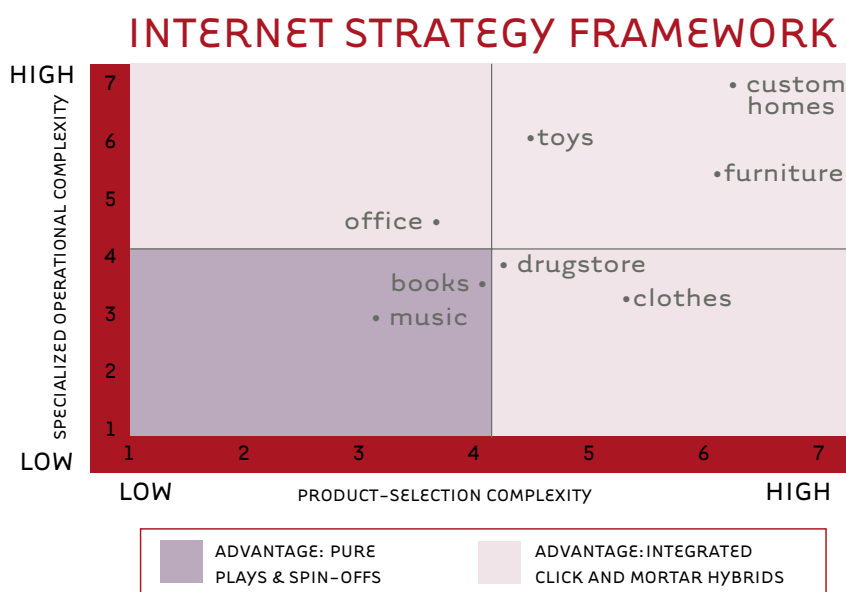 INTERNET STRATEGY FRAMEWORK
HIGH
SPECIALIZED OPERATIONAL COMPLEXITY
LOW
7
6
5
4
3
2
1
• custom
homes
• toys
• furniture
office •
• drugstore
books •
• clothes
• music
1 2 3 4 5 6 7
LOW PRODUCT-SELECTION COMPLEXITY HIGH
ADVANTAGE: PURE
PLAYS & SPIN-OFFS
ADVANTAGE:INTEGRATED
CLICK AND MORTAR HYBRIDS